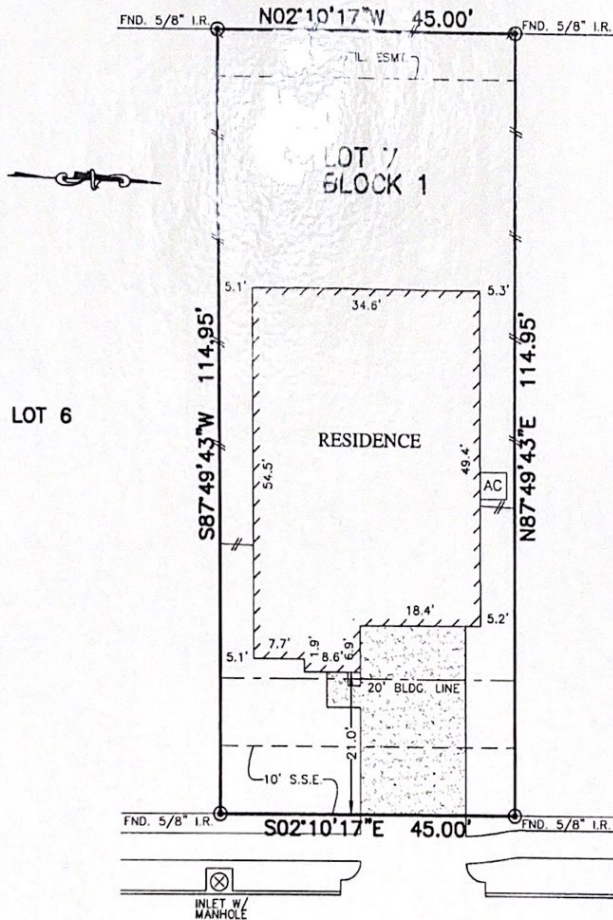 FND. 5/8" I.R.
N02°10'17"W 45.00'
FND. 5/8" I.R.
ESMT.
LOT 7
BLOCK 1
5.1'
34.6'
5.3'
S87°49'43"W 114.95'
N87°49'43"E 114.95'
LOT 6
RESIDENCE
54.5'
49.4'
AC
18.4'
5.2'
5.1'
7.7'
1.9'
8.6'
6.9'
20' BLDG. LINE
21.0'
10' S.S.E.
FND. 5/8" I.R.
S02°10'17"E 45.00'
FND. 5/8" I.R.
INLET W/
MANHOLE